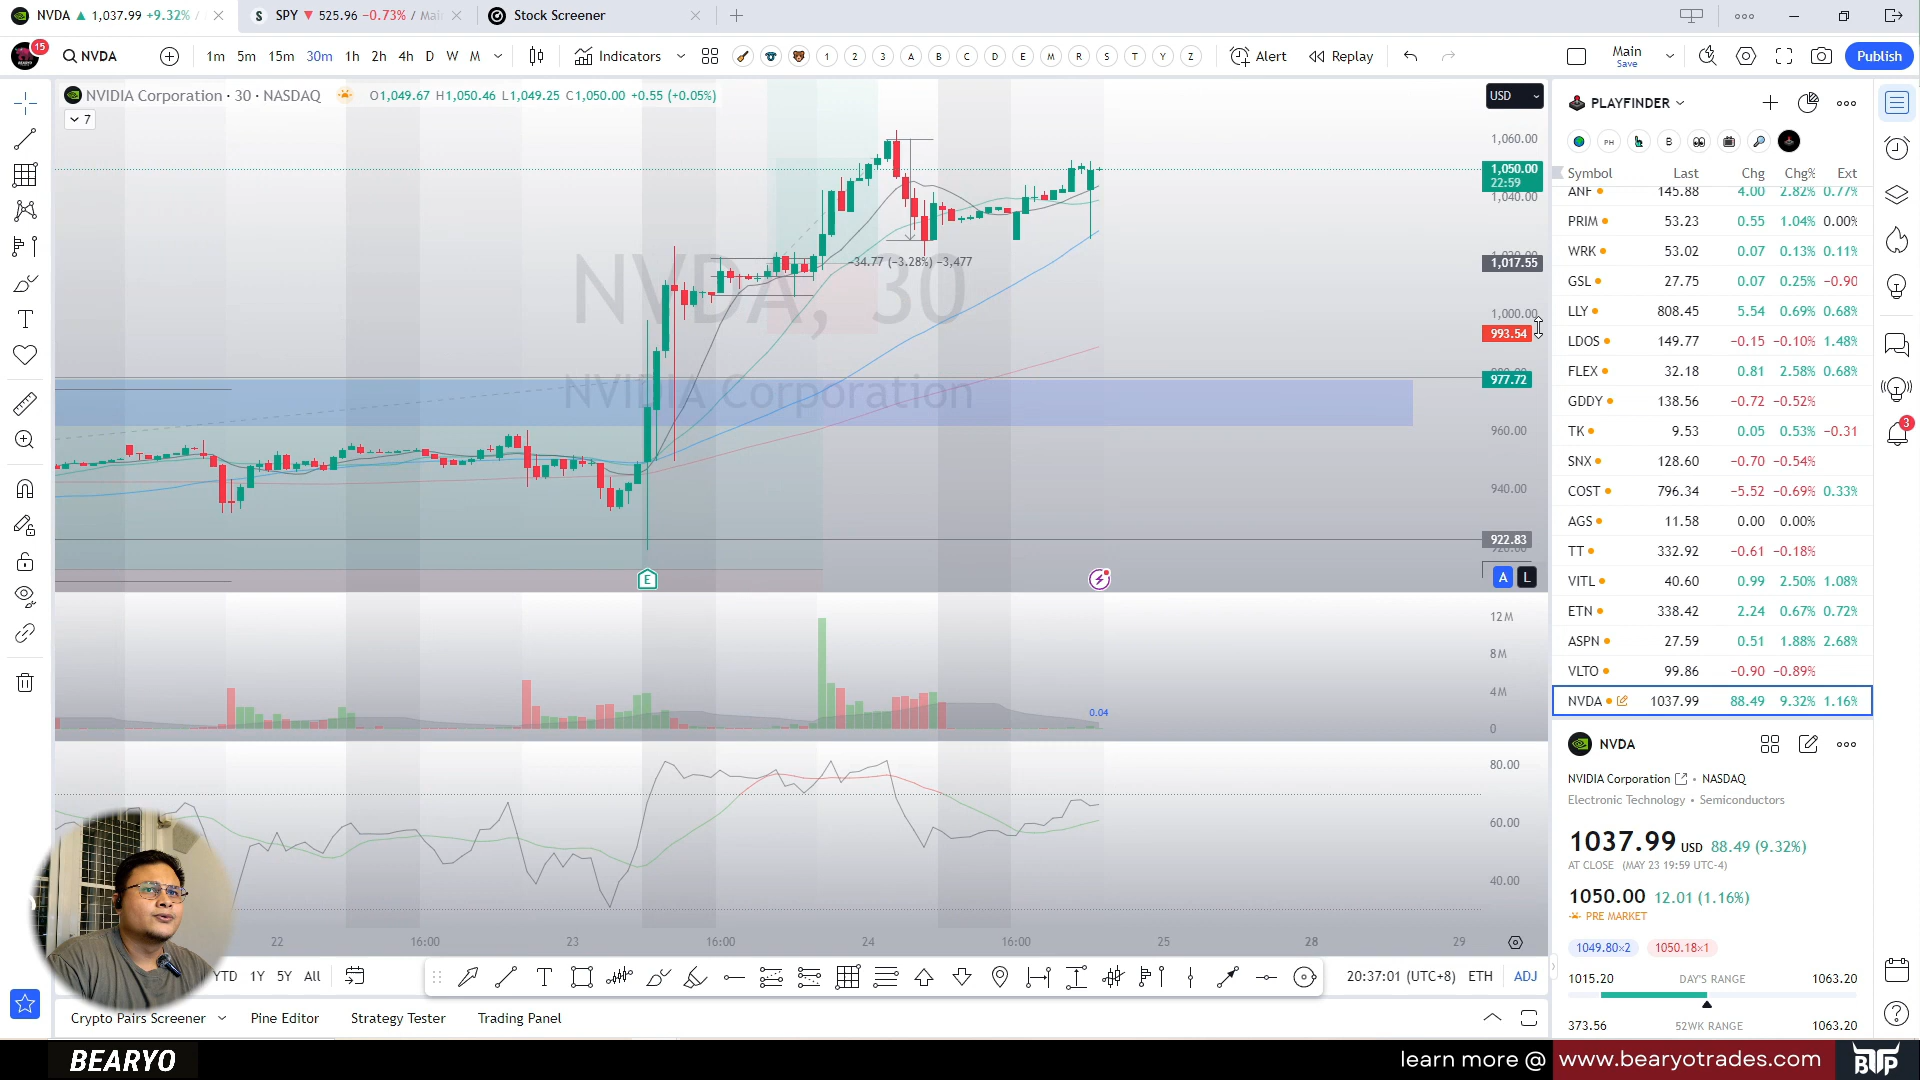 NVDA ▲ 1,037.99 +9.32% /
SPY ▼ 525.96 −0.73% / Mai
Stock Screener
15
NVDA
1m 5m 15m 30m 1h 2h 4h D W M
Indicators
1 2 3 A B C D E M R S T Y Z
Alert
Replay
Main
Save
Publish
NVIDIA Corporation · 30 · NASDAQ
O1,049.67 H1,050.46 L1,049.25 C1,050.00 +0.55 (+0.05%)
7
USD
NVDA, 30
NVIDIA Corporation
−34.77 (−3.28%) −3,477
1,060.00
1,050.00
22:59
1,040.00
1,017.55
1,000.00
993.54
977.72
960.00
940.00
922.83
A L
E
12M
8M
4M
0
0.04
80.00
60.00
40.00
22 16:00 23 16:00 24 16:00 25 28 29
YTD 1Y 5Y All
20:37:01 (UTC+8) ETH ADJ
Crypto Pairs Screener
Pine Editor
Strategy Tester
Trading Panel
PLAYFINDER
PH B
Symbol Last Chg Chg% Ext
ANF 145.88 4.00 2.82% 0.77%
PRIM 53.23 0.55 1.04% 0.00%
WRK 53.02 0.07 0.13% 0.11%
GSL 27.75 0.07 0.25% −0.90
LLY 808.45 5.54 0.69% 0.68%
LDOS 149.77 −0.15 −0.10% 1.48%
FLEX 32.18 0.81 2.58% 0.68%
GDDY 138.56 −0.72 −0.52%
TK 9.53 0.05 0.53% −0.31
SNX 128.60 −0.70 −0.54%
COST 796.34 −5.52 −0.69% 0.33%
AGS 11.58 0.00 0.00%
TT 332.92 −0.61 −0.18%
VITL 40.60 0.99 2.50% 1.08%
ETN 338.42 2.24 0.67% 0.72%
ASPN 27.59 0.51 1.88% 2.68%
VLTO 99.86 −0.90 −0.89%
NVDA 1037.99 88.49 9.32% 1.16%
NVDA
NVIDIA Corporation • NASDAQ
Electronic Technology • Semiconductors
1037.99 USD 88.49 (9.32%)
AT CLOSE (MAY 23 19:59 UTC-4)
1050.00 12.01 (1.16%)
PRE MARKET
1049.80×2 1050.18×1
1015.20 DAY'S RANGE 1063.20
373.56 52WK RANGE 1063.20
3
BEARYO
learn more @ www.bearyotrades.com
BTP